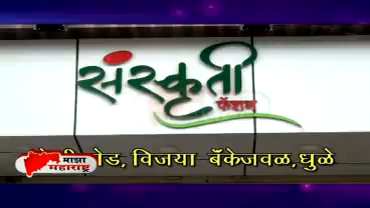 संस्कृती
फॅशन
रोड, विजया बँकेजवळ, धुळे
माझा
महाराष्ट्र